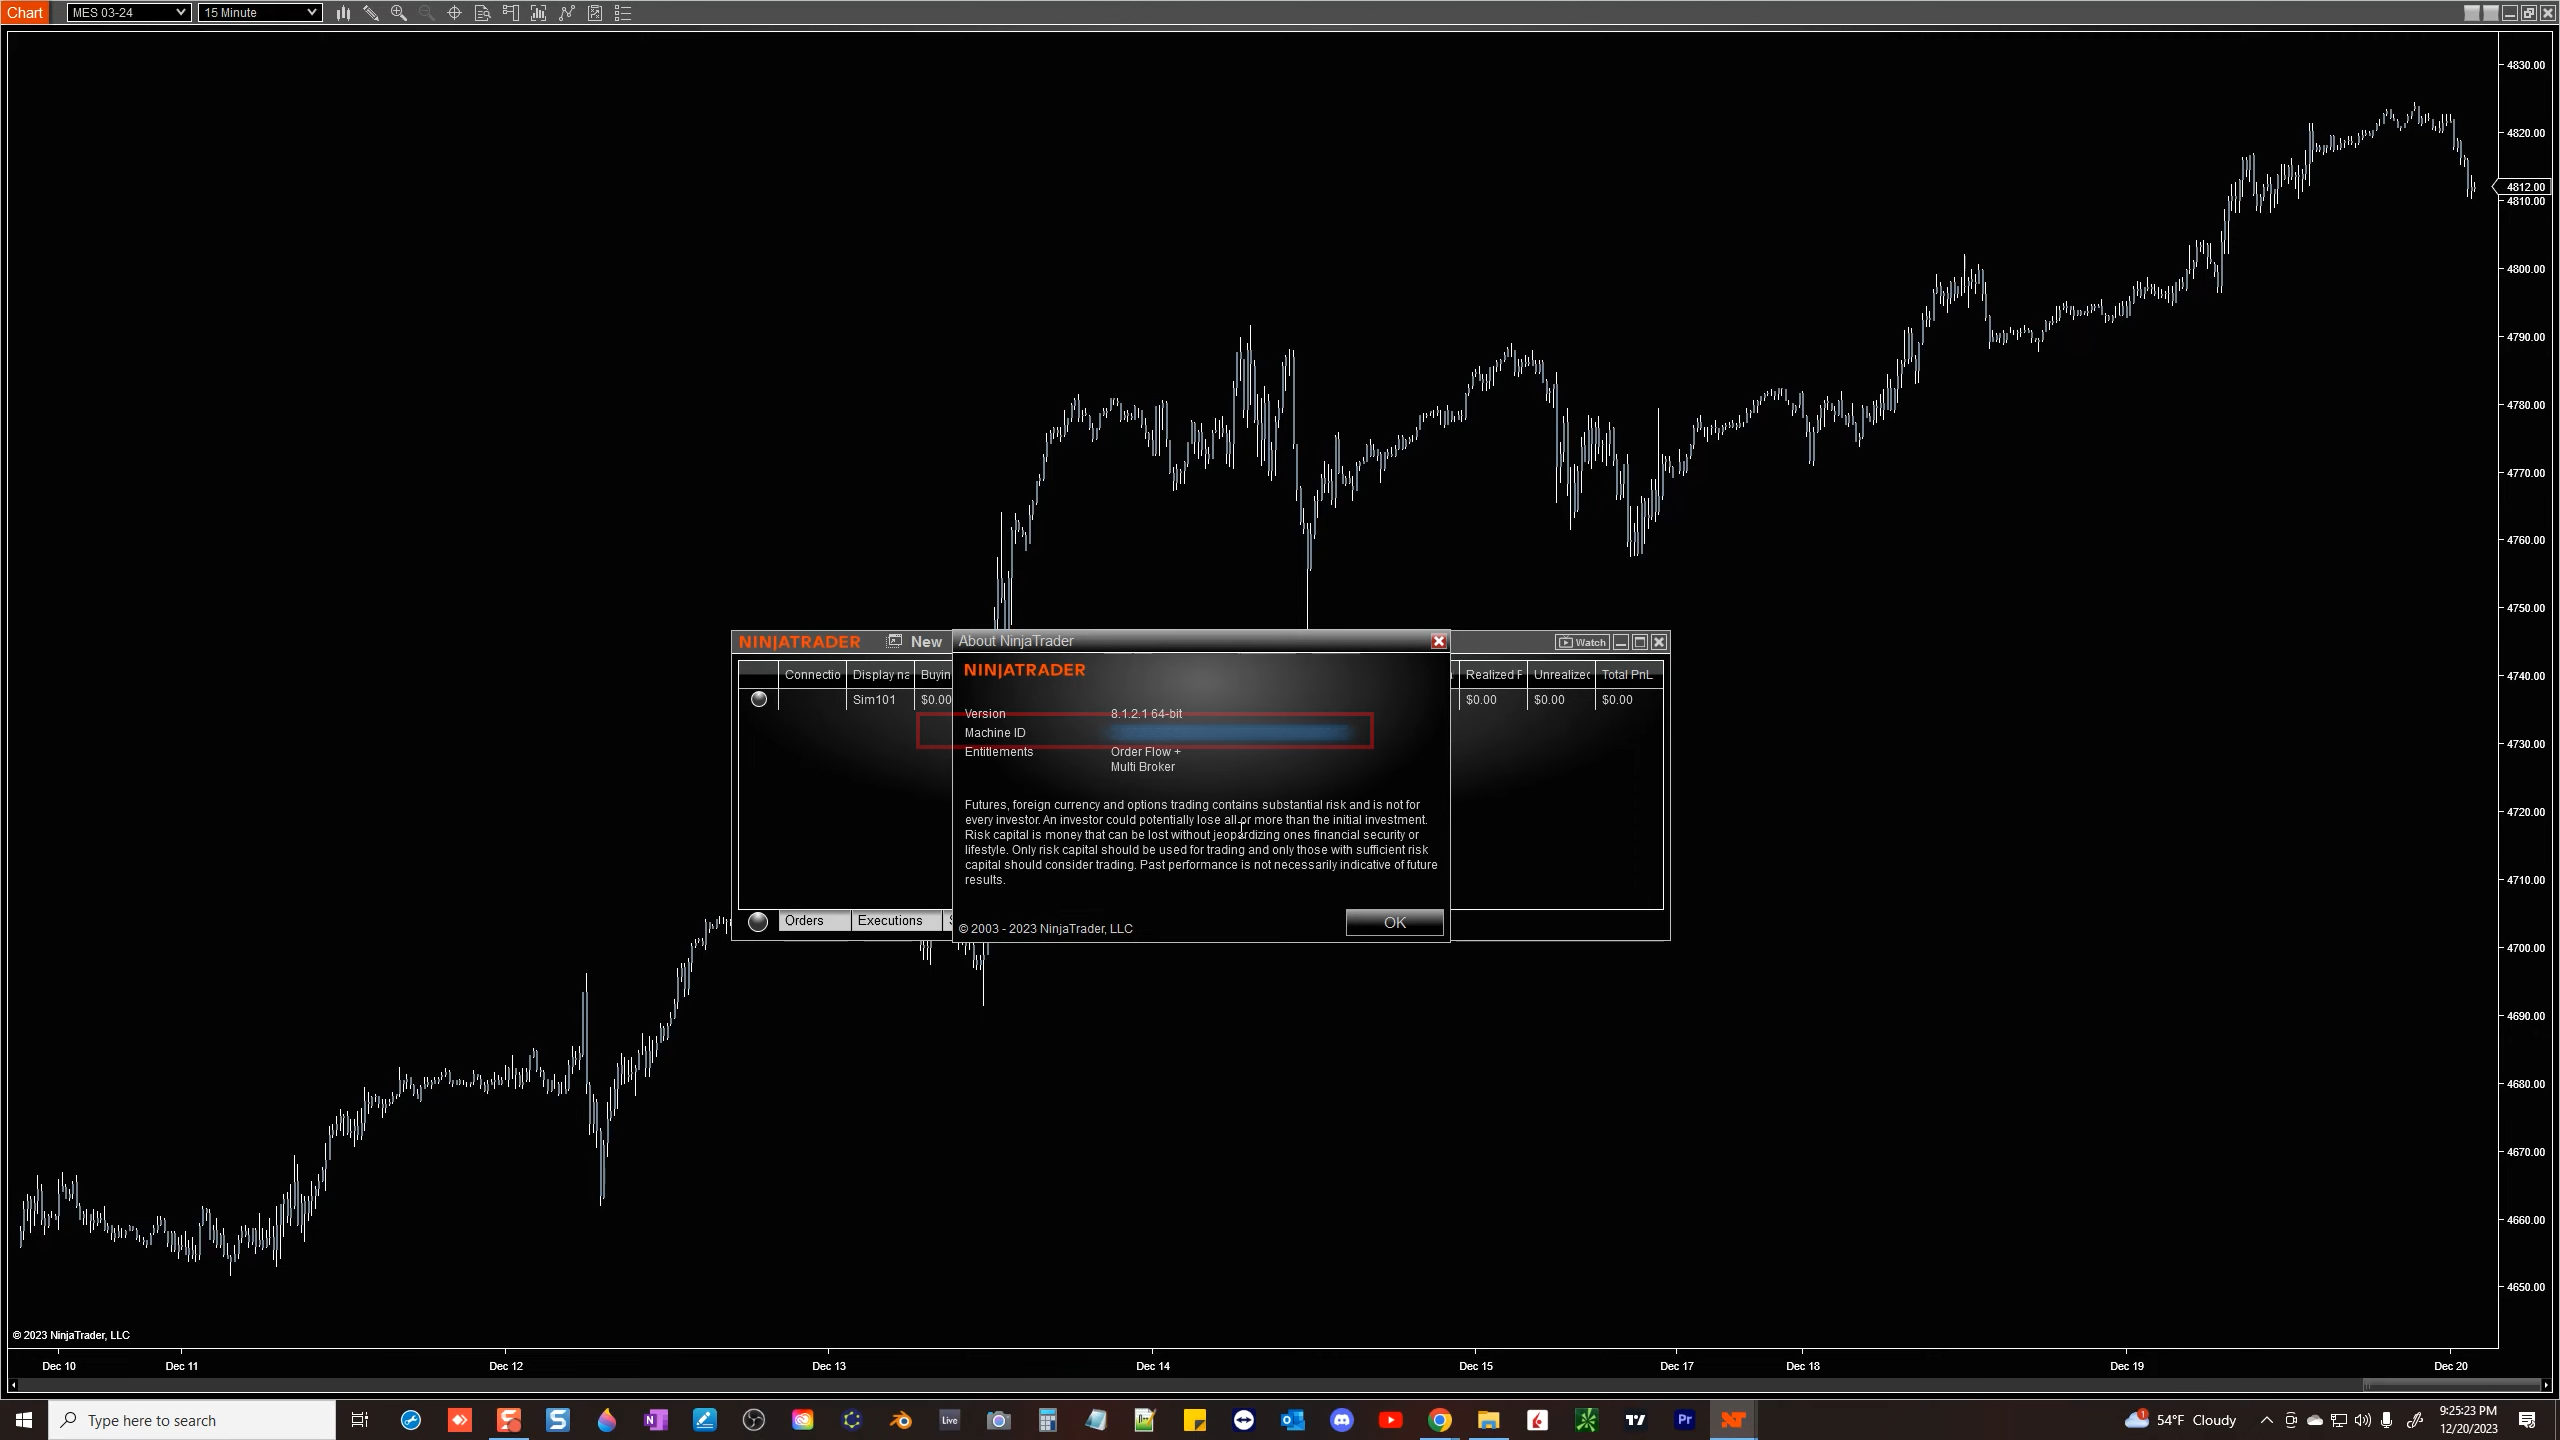 Chart MES 03-24 15 Minute
4830.00
4820.00
4812.00
4810.00
4800.00
4790.00
4780.00
4770.00
4760.00
4750.00
4740.00
4730.00
4720.00
4710.00
4700.00
4690.00
4680.00
4670.00
4660.00
4650.00
NINJATRADER New
Watch
Connectio Display na Buyin
Realized F Unrealized Total PnL
Sim101 $0.00
$0.00 $0.00 $0.00
Orders Executions S
About NinjaTrader
NINJATRADER
Version 8.1.2.1 64-bit
Machine ID
Entitlements Order Flow +
Multi Broker
Futures, foreign currency and options trading contains substantial risk and is not for
every investor. An investor could potentially lose all or more than the initial investment.
Risk capital is money that can be lost without jeopardizing ones financial security or
lifestyle. Only risk capital should be used for trading and only those with sufficient risk
capital should consider trading. Past performance is not necessarily indicative of future
results.
© 2003 - 2023 NinjaTrader, LLC
OK
© 2023 NinjaTrader, LLC
Dec 10 Dec 11 Dec 12 Dec 13 Dec 14 Dec 15 Dec 17 Dec 18 Dec 19 Dec 20
Type here to search
Live
Pr
54°F Cloudy
9:25:23 PM
12/20/2023